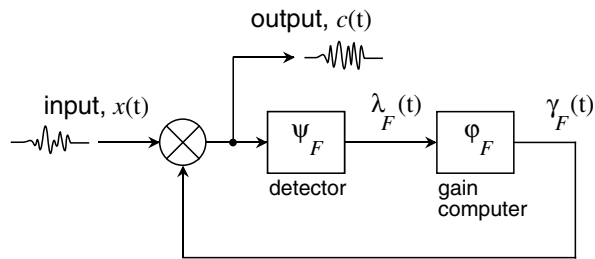 output, c(t)
input, x(t)
λ_F(t)
γ_F(t)
ψ_F
φ_F
detector
gain
computer